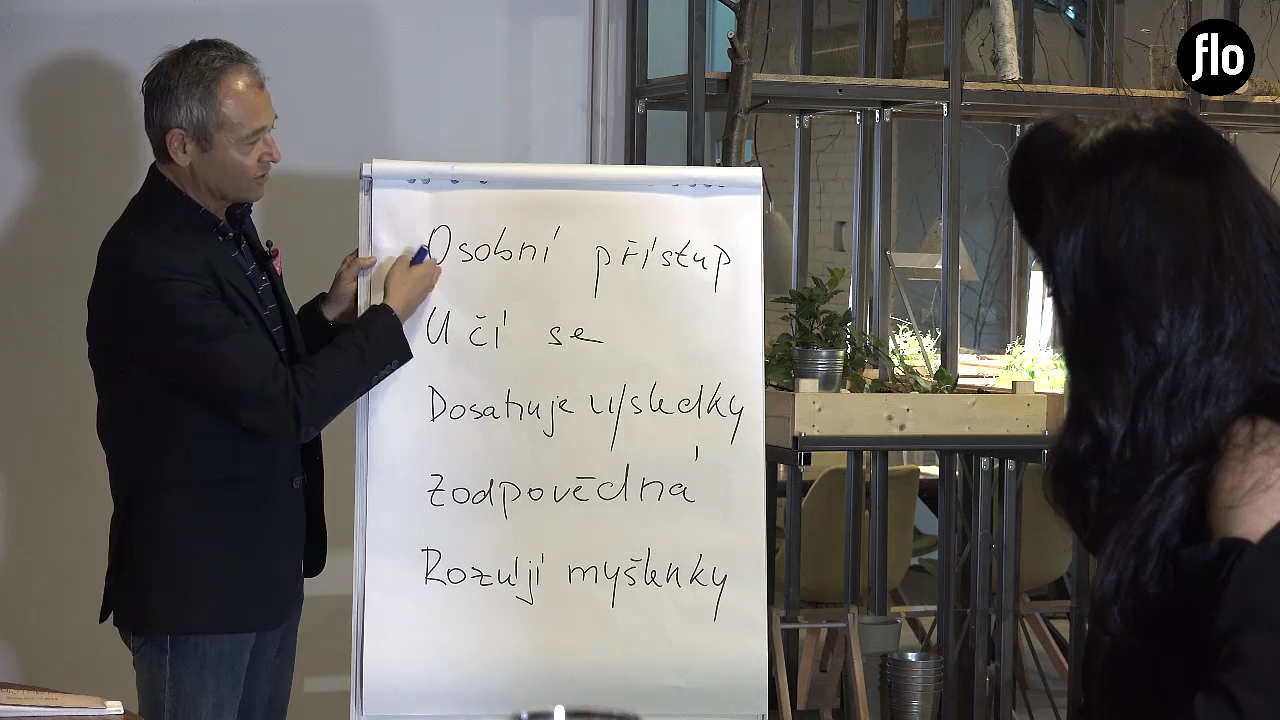 flo
Osobní přístup
Učí se
Dosahuje výsledky
Zodpovědná
Rozvíjí myšlenky